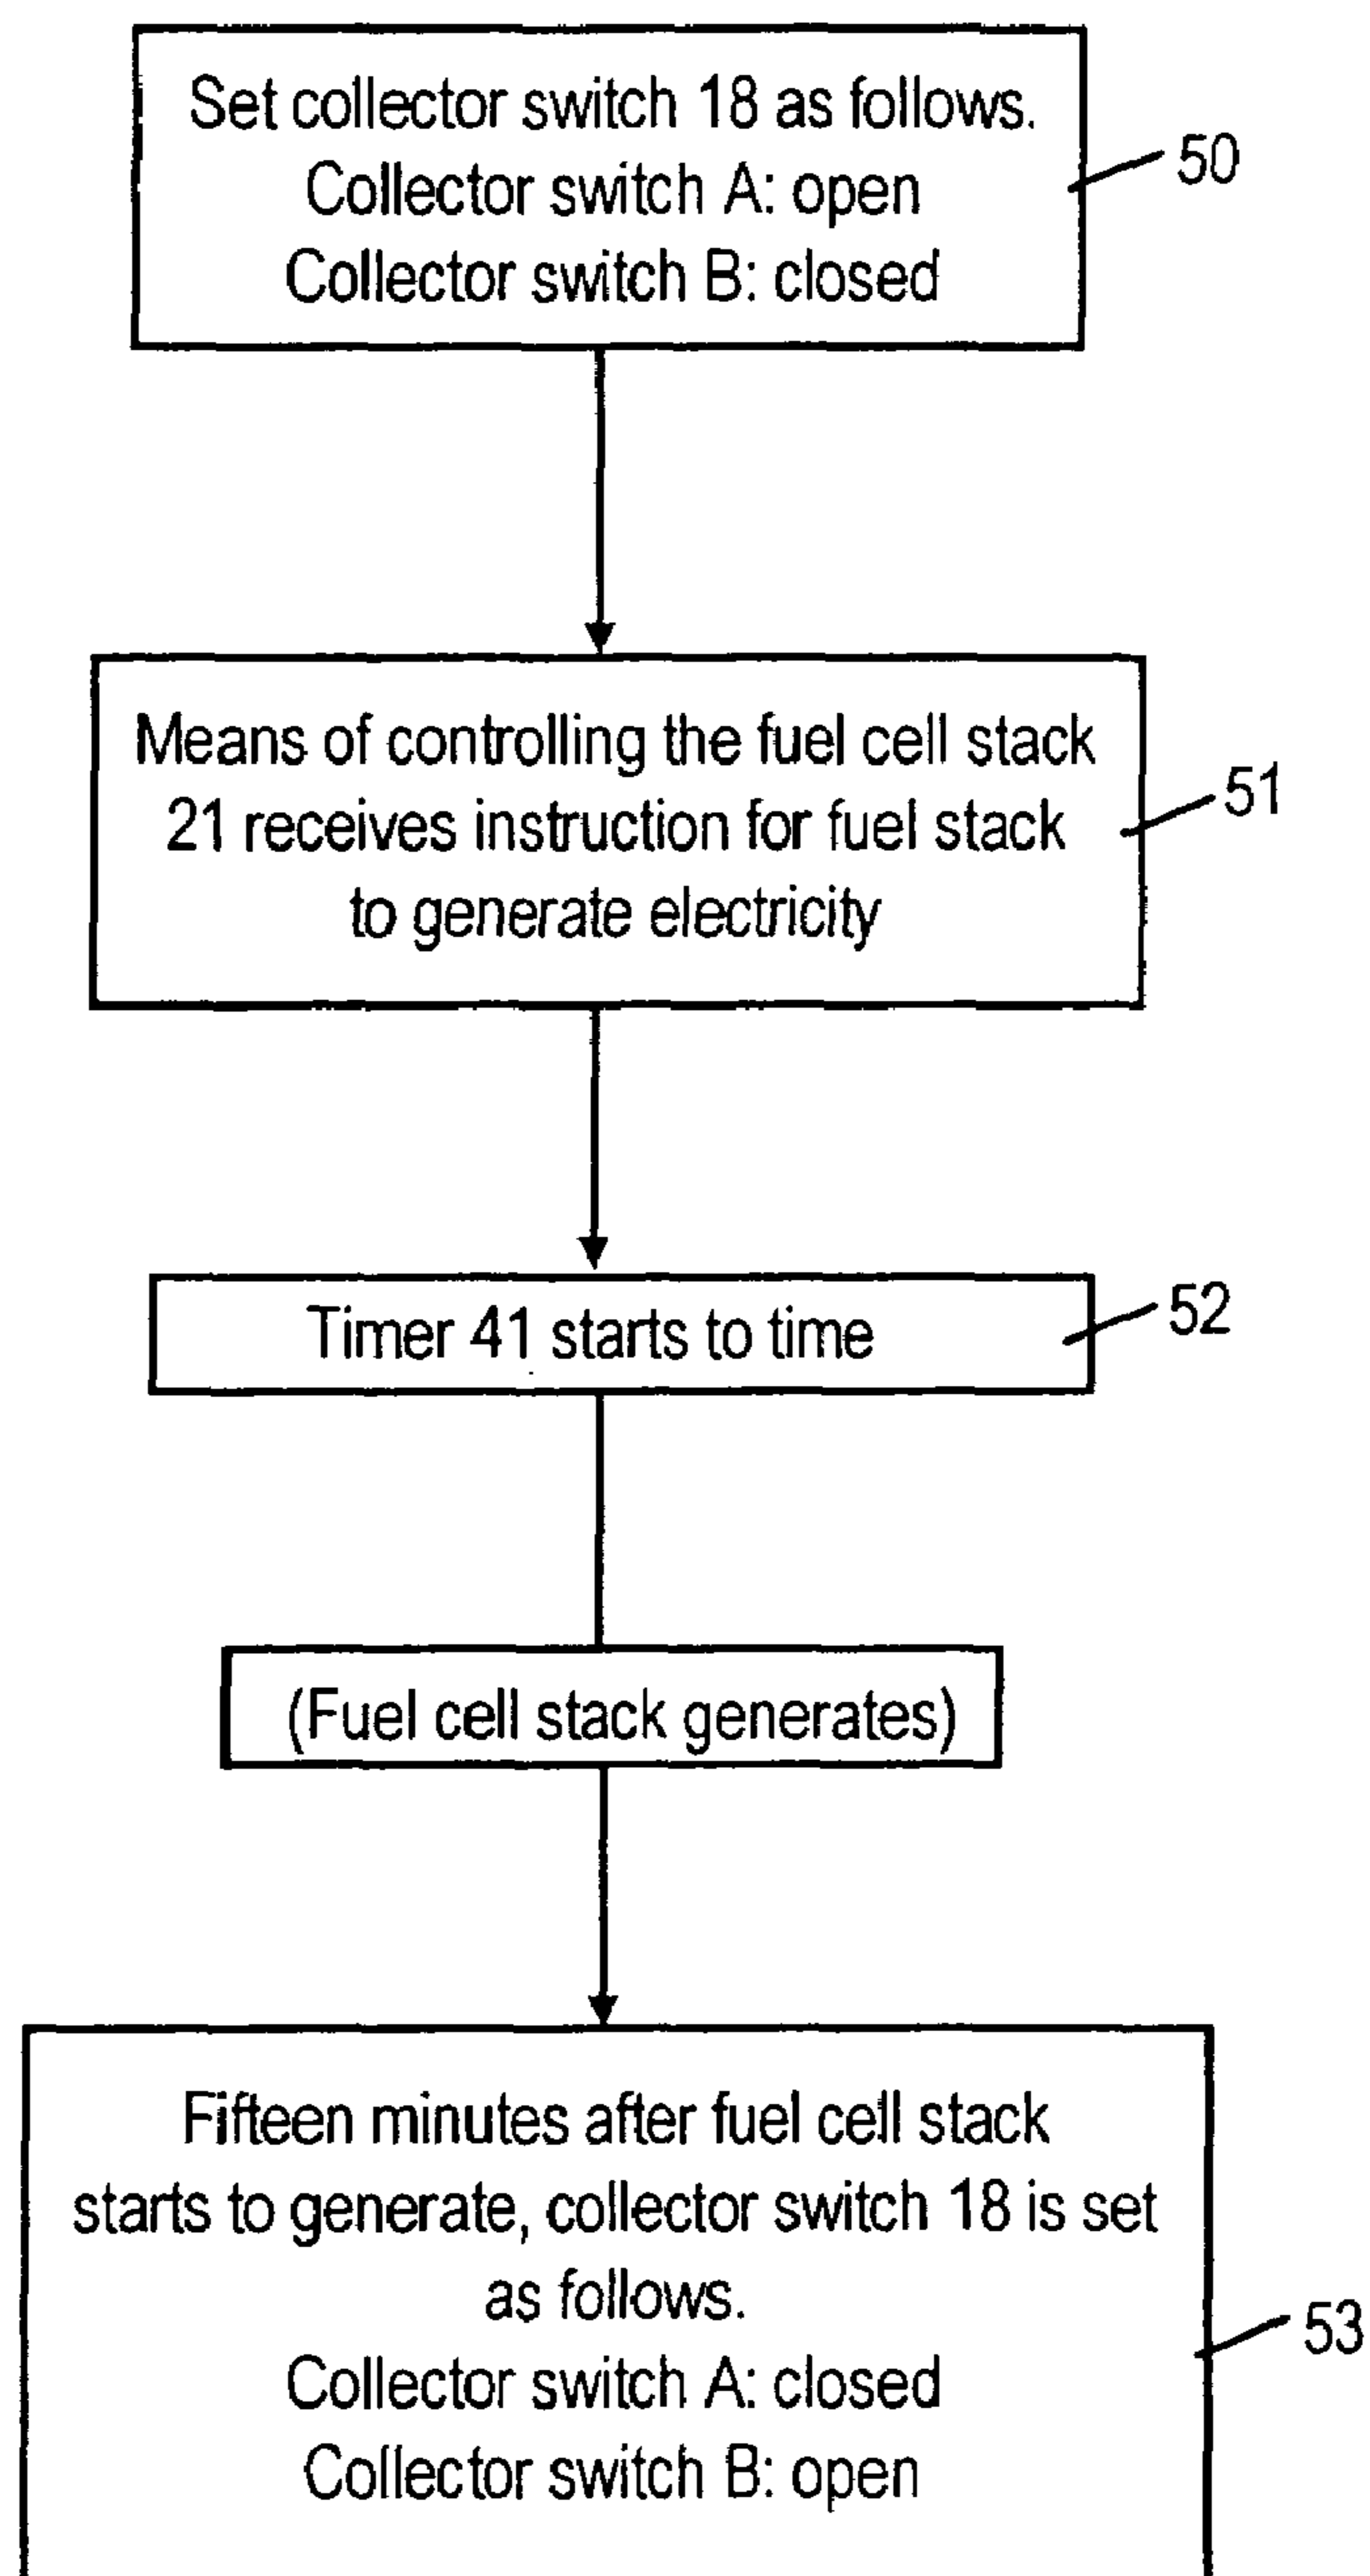 Set collector switch 18 as follows.
Collector switch A: open
Collector switch B: closed
50
Means of controlling the fuel cell stack
21 receives instruction for fuel stack
to generate electricity
51
Timer 41 starts to time
52
(Fuel cell stack generates)
Fifteen minutes after fuel cell stack
starts to generate, collector switch 18 is set
as follows.
Collector switch A: closed
Collector switch B: open
53